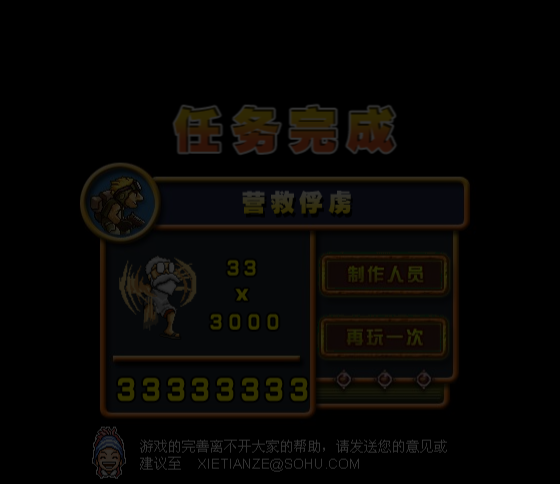 任务完成
营救俘虏
33
x
3000
33333333
制作人员
再玩一次
游戏的完善离不开大家的帮助，请发送您的意见或
建议至 XIETIANZE@SOHU.COM